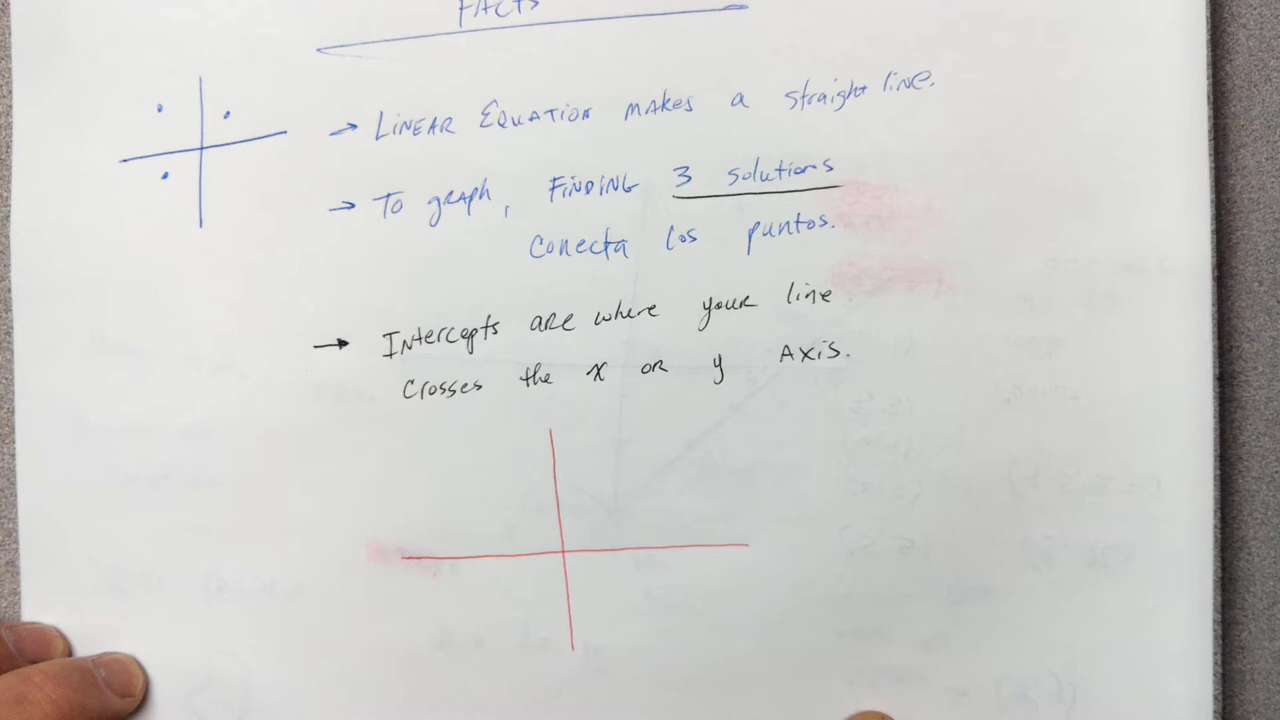 FACTS
→ LINEAR EQUATION MAKES a straight line.
→ TO GRAPH, FINDING 3 solutions
conecta los puntos.
→ Intercepts are where your line
crosses the x or y Axis.